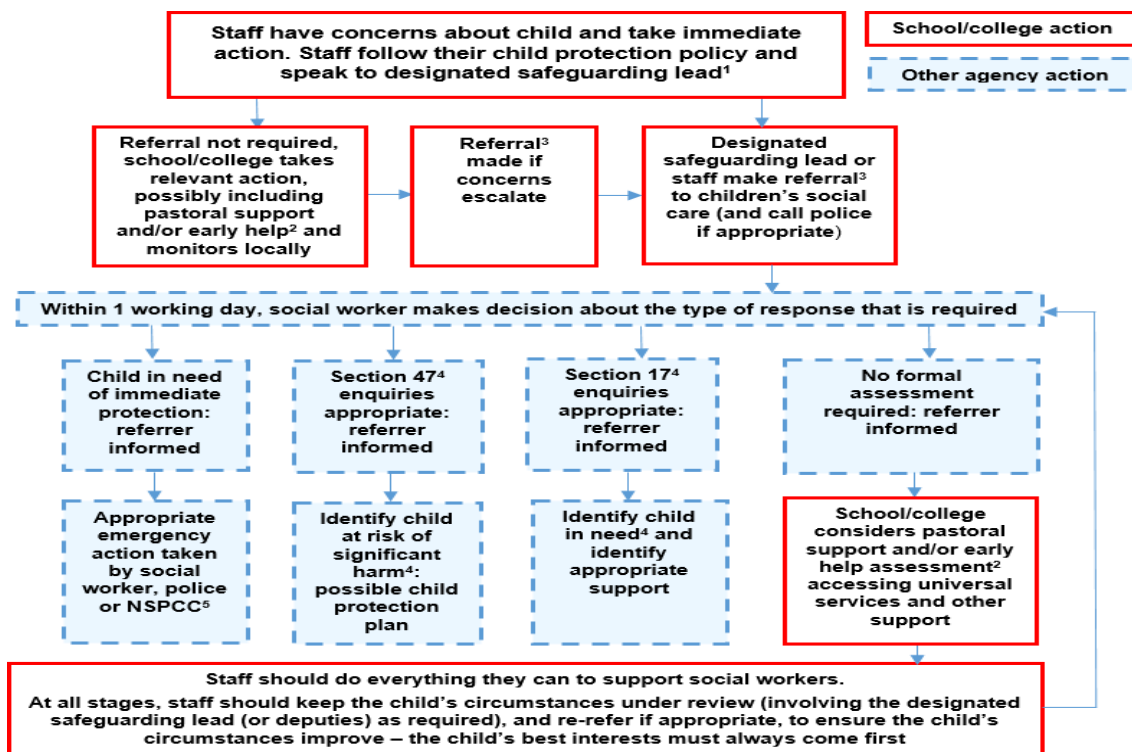 Staff have concerns about child and take immediate
action. Staff follow their child protection policy and
speak to designated safeguarding lead¹
School/college action
Other agency action
Referral not required,
school/college takes
relevant action,
possibly including
pastoral support
and/or early help² and
monitors locally
Referral³
made if
concerns
escalate
Designated
safeguarding lead or
staff make referral³
to children’s social
care (and call police
if appropriate)
Within 1 working day, social worker makes decision about the type of response that is required
Child in need
of immediate
protection:
referrer
informed
Section 47⁴
enquiries
appropriate:
referrer
informed
Section 17⁴
enquiries
appropriate:
referrer
informed
No formal
assessment
required: referrer
informed
Appropriate
emergency
action taken
by social
worker, police
or NSPCC⁵
Identify child
at risk of
significant
harm⁴:
possible child
protection
plan
Identify child
in need⁴ and
identify
appropriate
support
School/college
considers pastoral
support and/or early
help assessment²
accessing universal
services and other
support
Staff should do everything they can to support social workers.
At all stages, staff should keep the child’s circumstances under review (involving the designated
safeguarding lead (or deputies) as required), and re-refer if appropriate, to ensure the child’s
circumstances improve – the child’s best interests must always come first